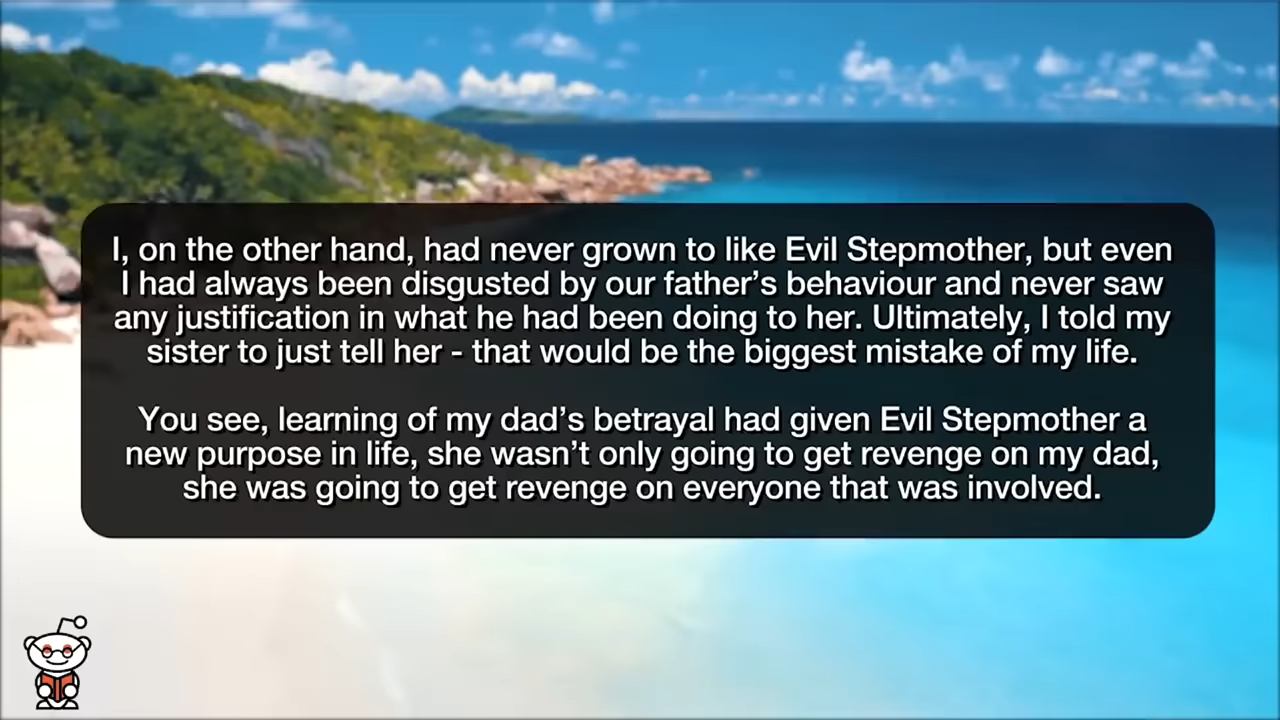 I, on the other hand, had never grown to like Evil Stepmother, but even
I had always been disgusted by our father’s behaviour and never saw
any justification in what he had been doing to her. Ultimately, I told my
sister to just tell her - that would be the biggest mistake of my life.
You see, learning of my dad’s betrayal had given Evil Stepmother a
new purpose in life, she wasn’t only going to get revenge on my dad,
she was going to get revenge on everyone that was involved.